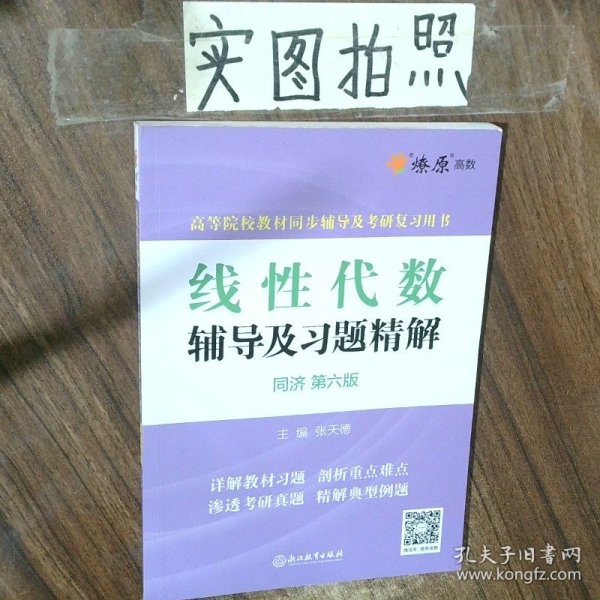 实图拍照
燎原®高数
高等院校教材同步辅导及考研复习用书
线性代数
辅导及习题精解
同济 第六版
主 编 张天德
详解教材习题 剖析重点难点
渗透考研真题 精解典型例题
浙江教育出版社
孔夫子旧书网
www.kongfz.com